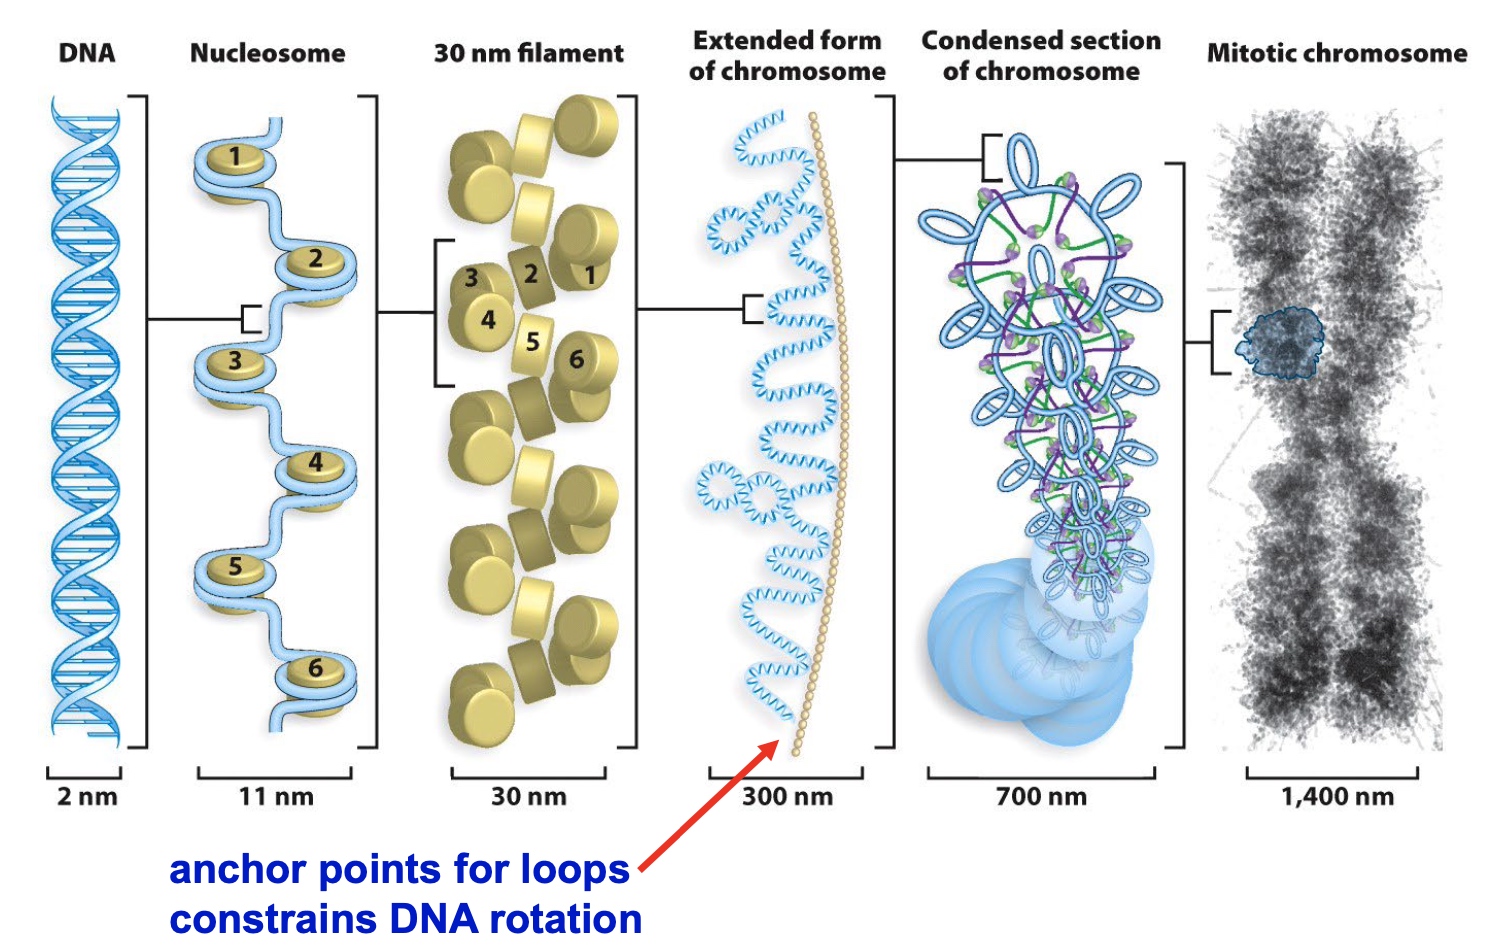 DNA
Nucleosome
30 nm filament
Extended form
of chromosome
Condensed section
of chromosome
Mitotic chromosome
1
2
3
4
5
6
3
2
1
4
5
6
2 nm
11 nm
30 nm
300 nm
700 nm
1,400 nm
anchor points for loops
constrains DNA rotation